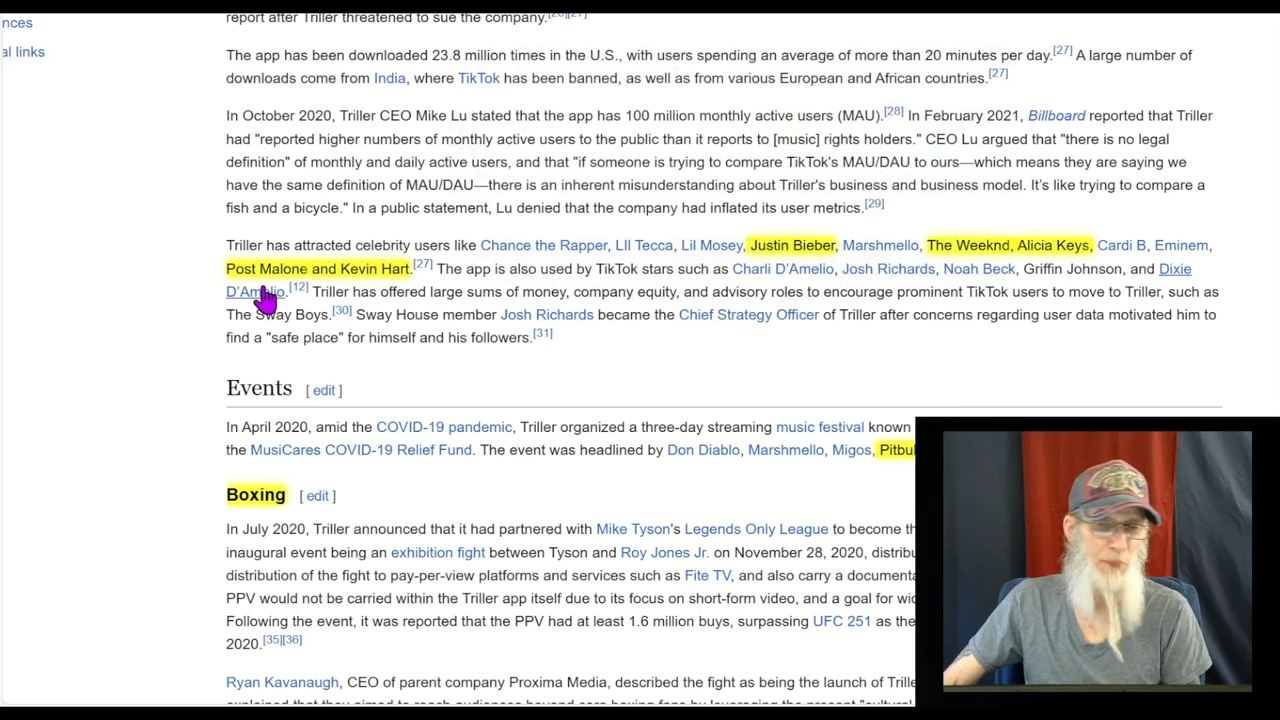 nces
al links
report after Triller threatened to sue the company.[26][27]
The app has been downloaded 23.8 million times in the U.S., with users spending an average of more than 20 minutes per day.[27] A large number of
downloads come from India, where TikTok has been banned, as well as from various European and African countries.[27]
In October 2020, Triller CEO Mike Lu stated that the app has 100 million monthly active users (MAU).[28] In February 2021, Billboard reported that Triller
had "reported higher numbers of monthly active users to the public than it reports to [music] rights holders." CEO Lu argued that "there is no legal
definition" of monthly and daily active users, and that "if someone is trying to compare TikTok's MAU/DAU to ours—which means they are saying we
have the same definition of MAU/DAU—there is an inherent misunderstanding about Triller's business and business model. It's like trying to compare a
fish and a bicycle." In a public statement, Lu denied that the company had inflated its user metrics.[29]
Triller has attracted celebrity users like Chance the Rapper, LIl Tecca, Lil Mosey, Justin Bieber, Marshmello, The Weeknd, Alicia Keys, Cardi B, Eminem,
Post Malone and Kevin Hart.[27] The app is also used by TikTok stars such as Charli D'Amelio, Josh Richards, Noah Beck, Griffin Johnson, and Dixie
D'Amelio.[12] Triller has offered large sums of money, company equity, and advisory roles to encourage prominent TikTok users to move to Triller, such as
The Sway Boys.[30] Sway House member Josh Richards became the Chief Strategy Officer of Triller after concerns regarding user data motivated him to
find a "safe place" for himself and his followers.[31]
Events [ edit ]
In April 2020, amid the COVID-19 pandemic, Triller organized a three-day streaming music festival known
the MusiCares COVID-19 Relief Fund. The event was headlined by Don Diablo, Marshmello, Migos, Pitbul
Boxing [ edit ]
In July 2020, Triller announced that it had partnered with Mike Tyson's Legends Only League to become th
inaugural event being an exhibition fight between Tyson and Roy Jones Jr. on November 28, 2020, distribu
distribution of the fight to pay-per-view platforms and services such as Fite TV, and also carry a documenta
PPV would not be carried within the Triller app itself due to its focus on short-form video, and a goal for wid
Following the event, it was reported that the PPV had at least 1.6 million buys, surpassing UFC 251 as the
2020.[35][36]
Ryan Kavanaugh, CEO of parent company Proxima Media, described the fight as being the launch of Trille